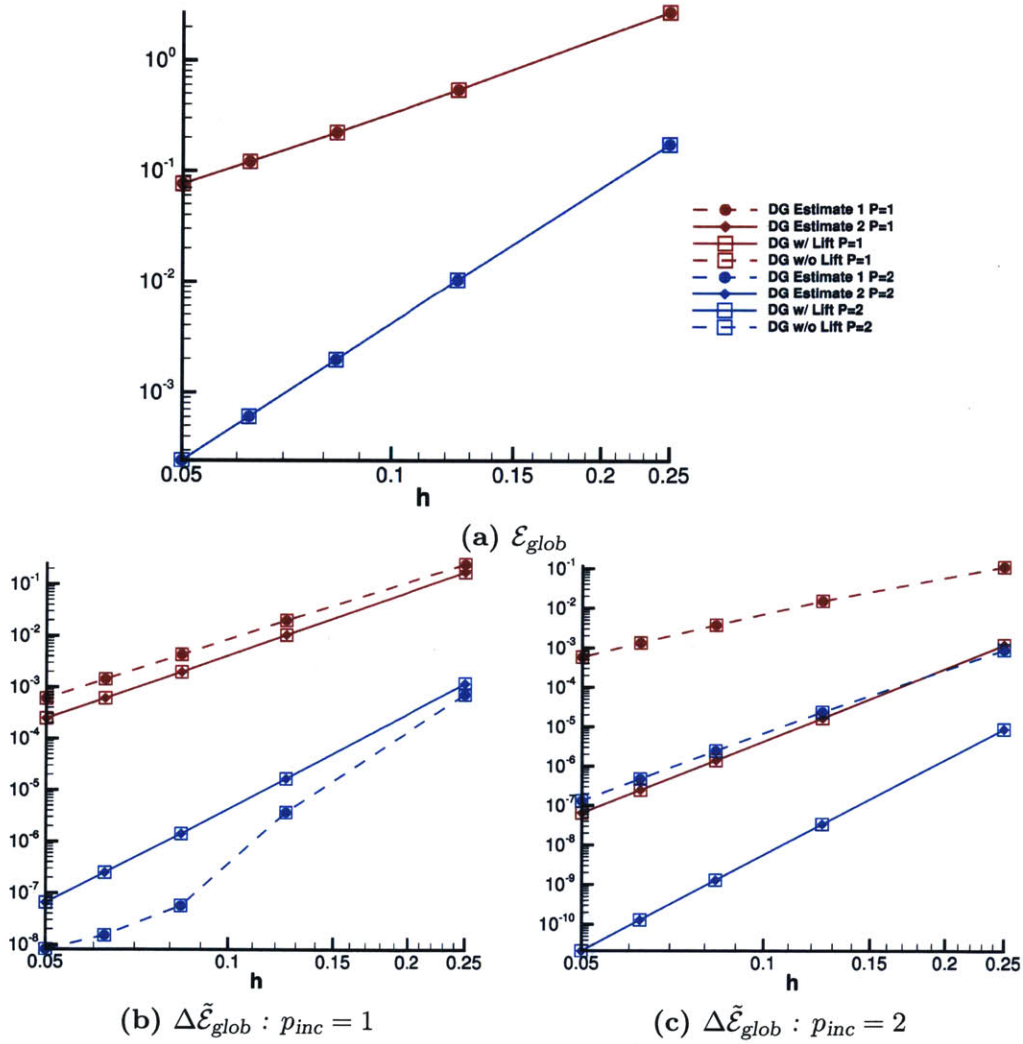 10^0
10^-1
10^-2
10^-3
0.05
0.1
0.15
0.2
0.25
h
DG Estimate 1 P=1
DG Estimate 2 P=1
DG w/ Lift P=1
DG w/o Lift P=1
DG Estimate 1 P=2
DG Estimate 2 P=2
DG w/ Lift P=2
DG w/o Lift P=2
(a) ℰ_glob
10^-1
10^-2
10^-3
10^-4
10^-5
10^-6
10^-7
10^-8
0.05
0.1
0.15
0.2
0.25
h
(b) Δℰ̃_glob : p_inc = 1
10^-1
10^-2
10^-3
10^-4
10^-5
10^-6
10^-7
10^-8
10^-9
10^-10
0.05
0.1
0.15
0.2
0.25
h
(c) Δℰ̃_glob : p_inc = 2